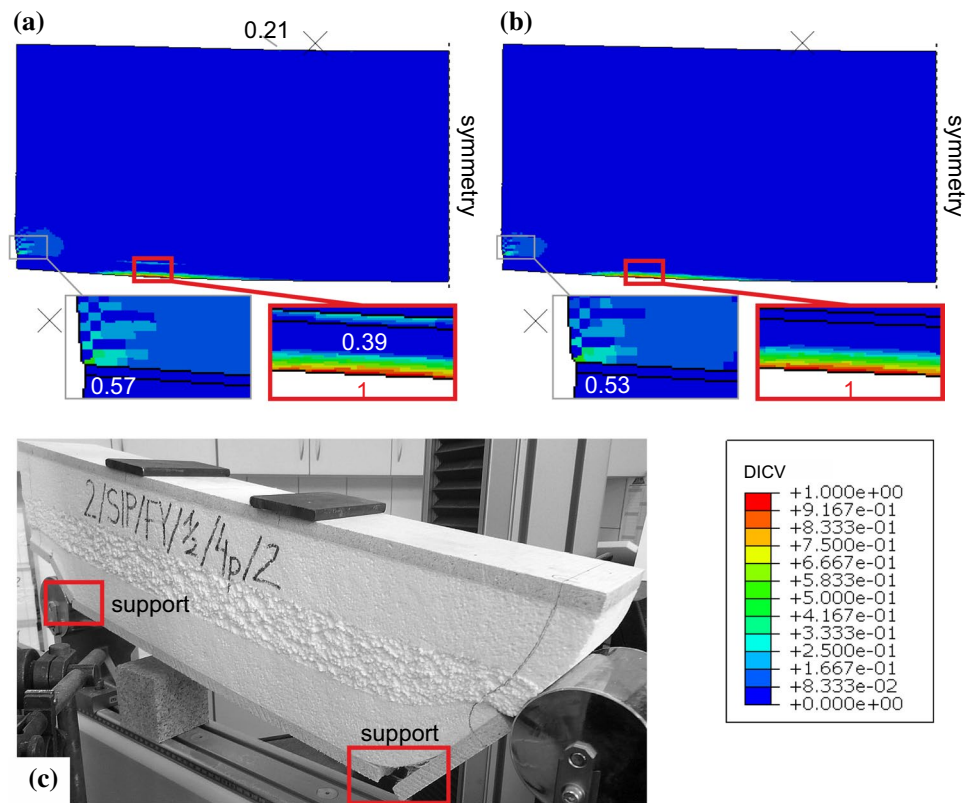 (a)
0.21
symmetry
0.57
0.39
1
(b)
symmetry
0.53
1
2/SIP/FY/1/2/4p/2
support
support
(c)
DICV
+1.000e+00
+9.167e-01
+8.333e-01
+7.500e-01
+6.667e-01
+5.833e-01
+5.000e-01
+4.167e-01
+3.333e-01
+2.500e-01
+1.667e-01
+8.333e-02
+0.000e+00